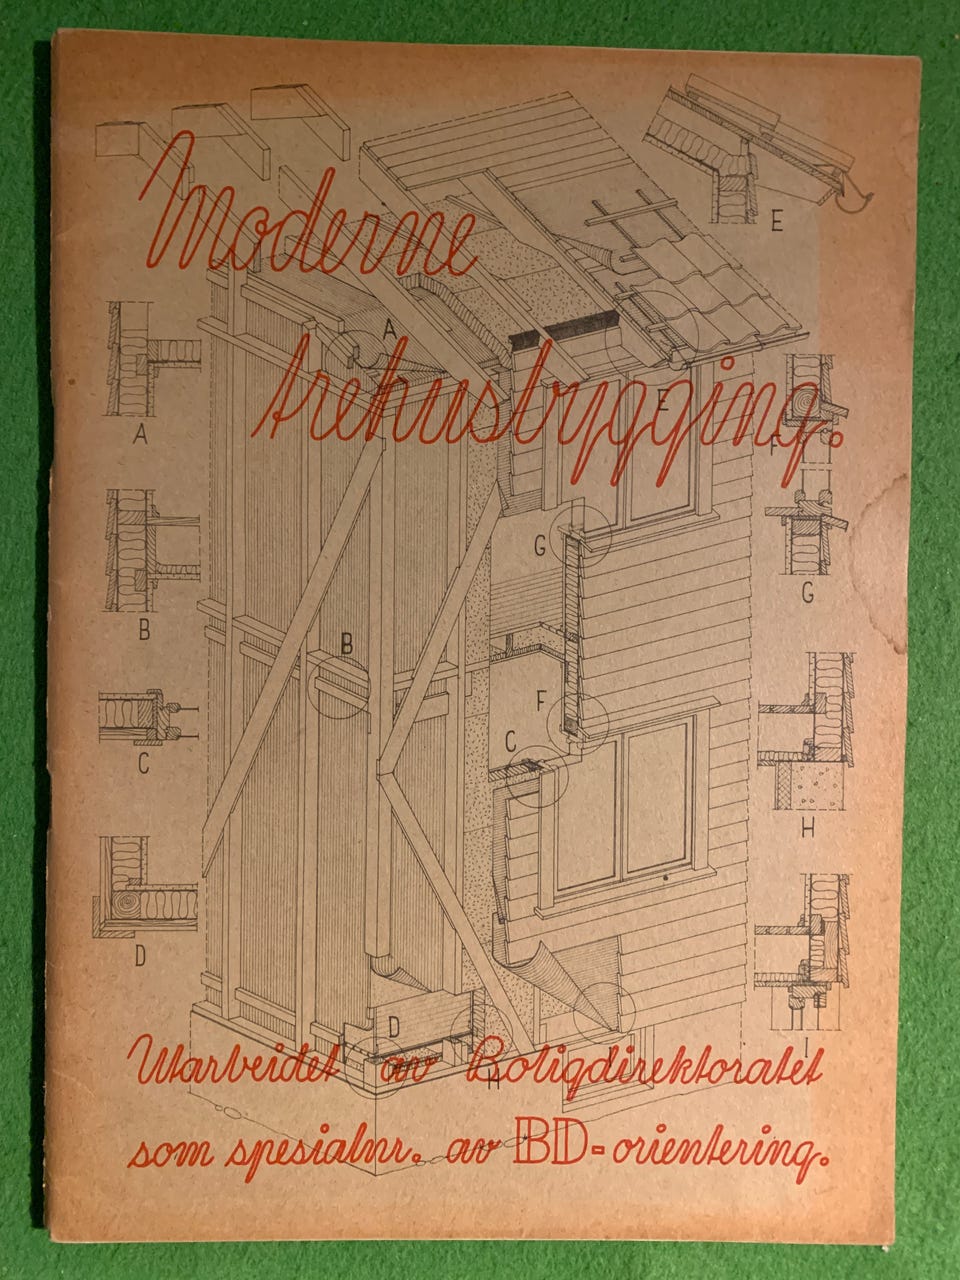 Moderne
E
A
trehusbygging.
E
A
F
G
G
B
B
F
C
C
H
D
D
I
Utarbeidet av Boligdirektoratet
H
som spesialnr. av BD-orientering.